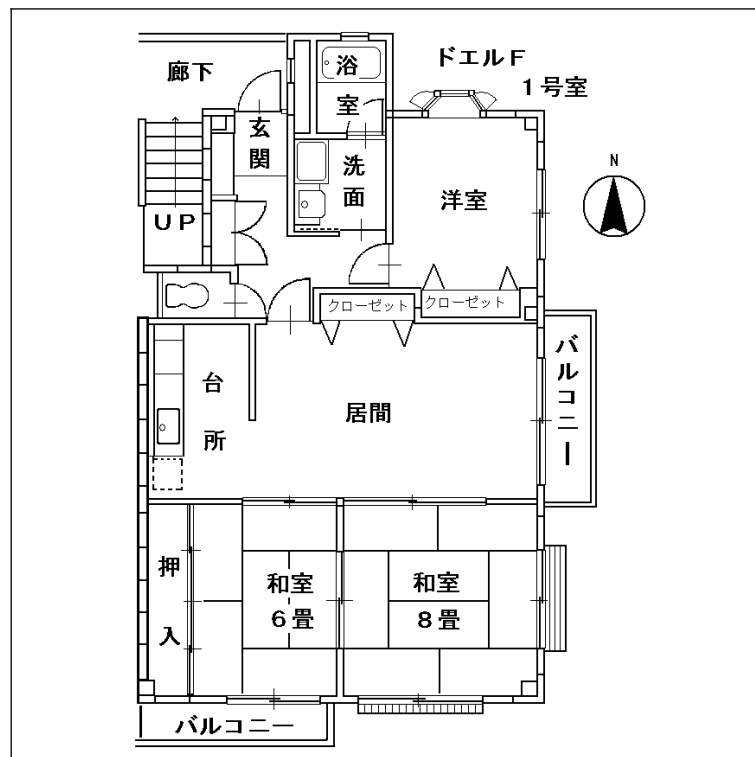 廊下
浴室
ドエルF
1号室
玄関
洗面
洋室
N
UP
クローゼット
クローゼット
バルコニー
台所
居間
押入
和室
6畳
和室
8畳
バルコニー